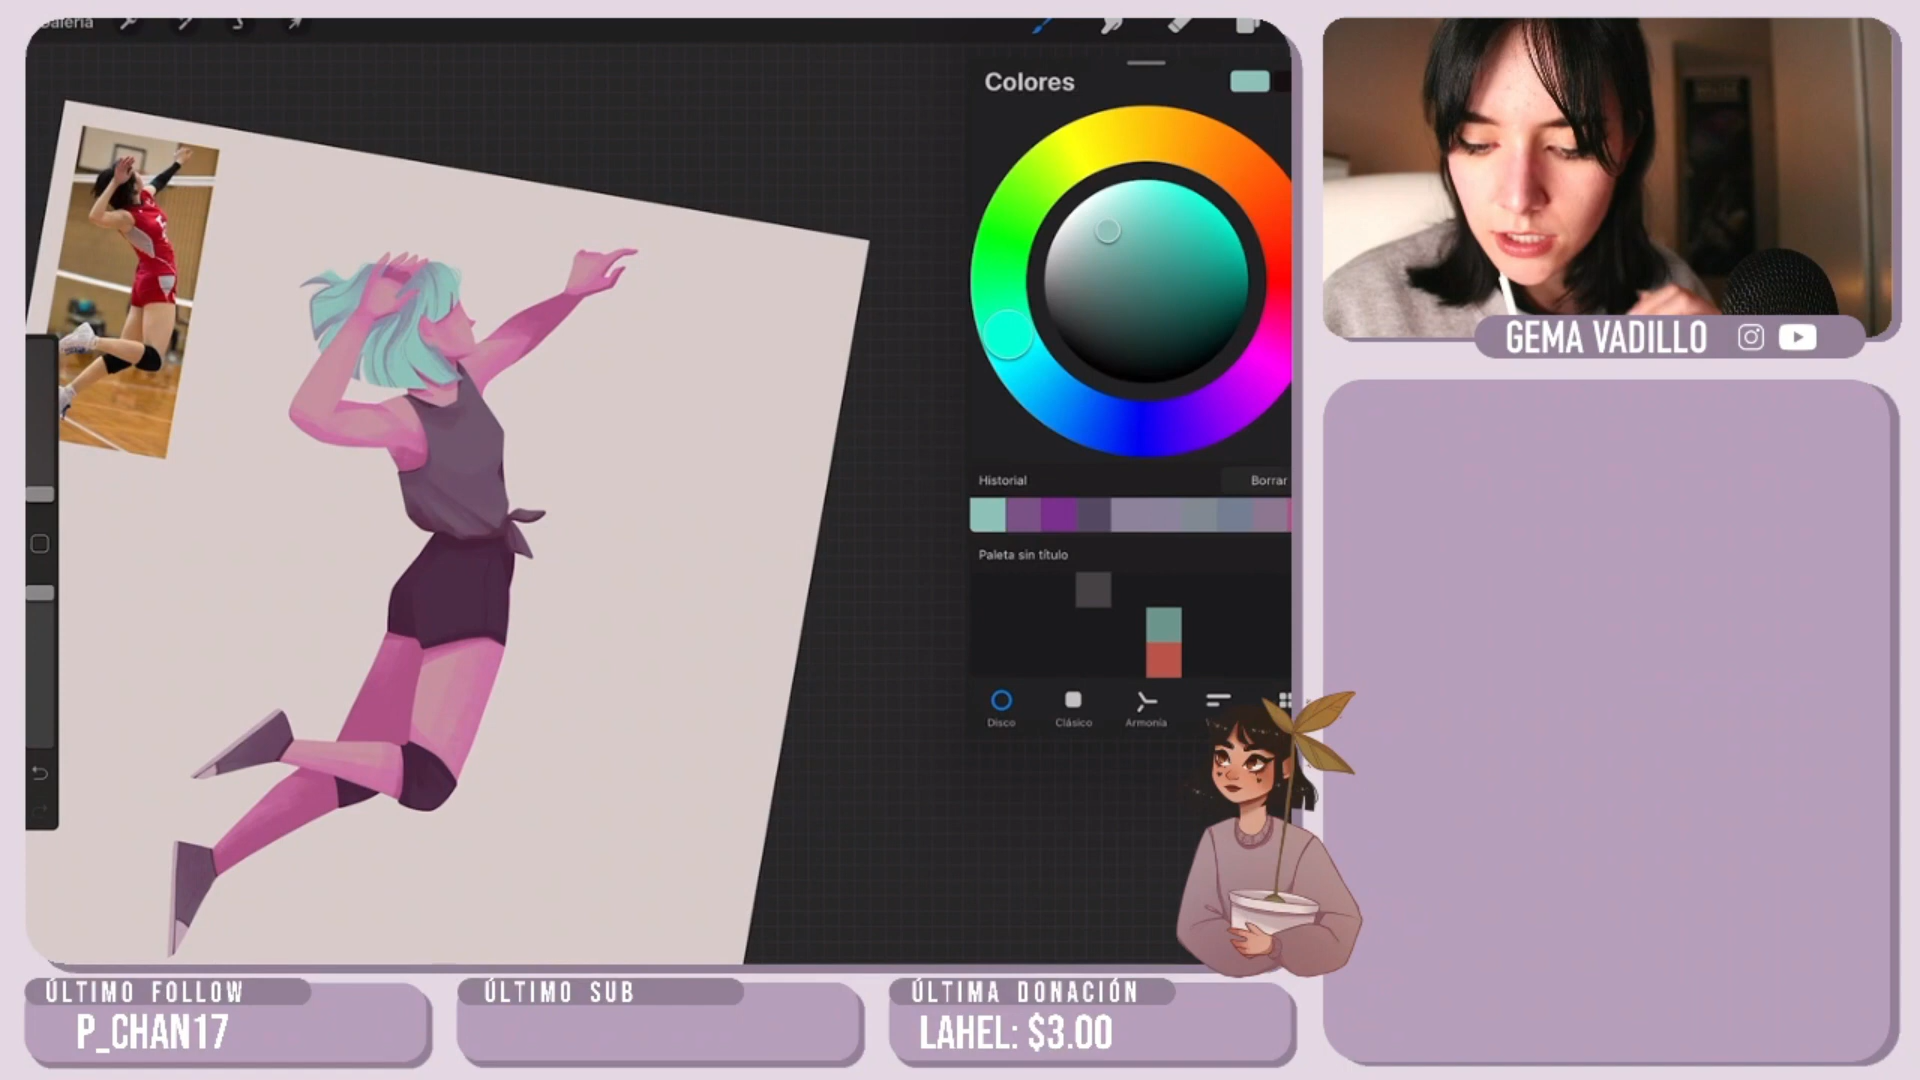 Galería
Colores
Historial
Borrar
Paleta sin título
Disco
Clásico
Armonía
GEMA VADILLO
ÚLTIMO FOLLOW
P_CHAN17
ÚLTIMO SUB
ÚLTIMA DONACIÓN
LAHEL: $3.00